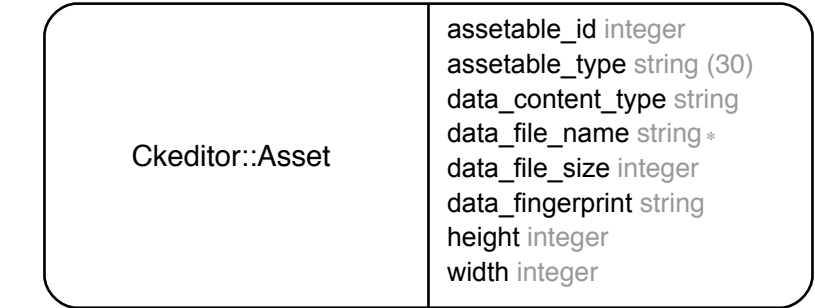 Ckeditor::Asset
assetable_id integer
assetable_type string (30)
data_content_type string
data_file_name string *
data_file_size integer
data_fingerprint string
height integer
width integer